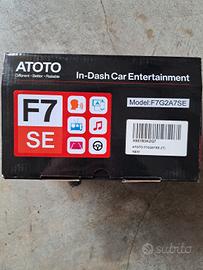 ATOTO
Different · Better · Reliable
In-Dash Car Entertainment
F7
SE
Model:F7G2A7SE
subito